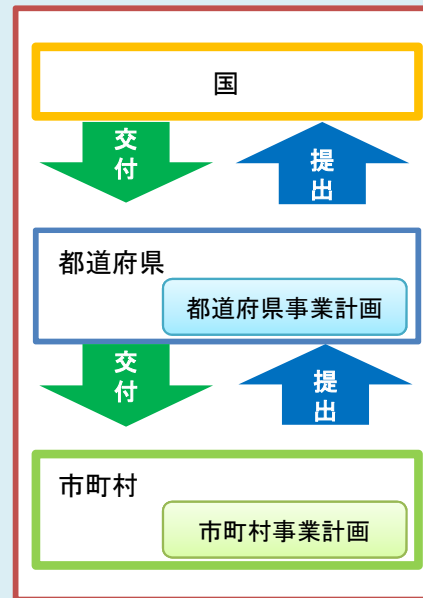 国
交付
提出
都道府県
都道府県事業計画
交付
提出
市町村
市町村事業計画